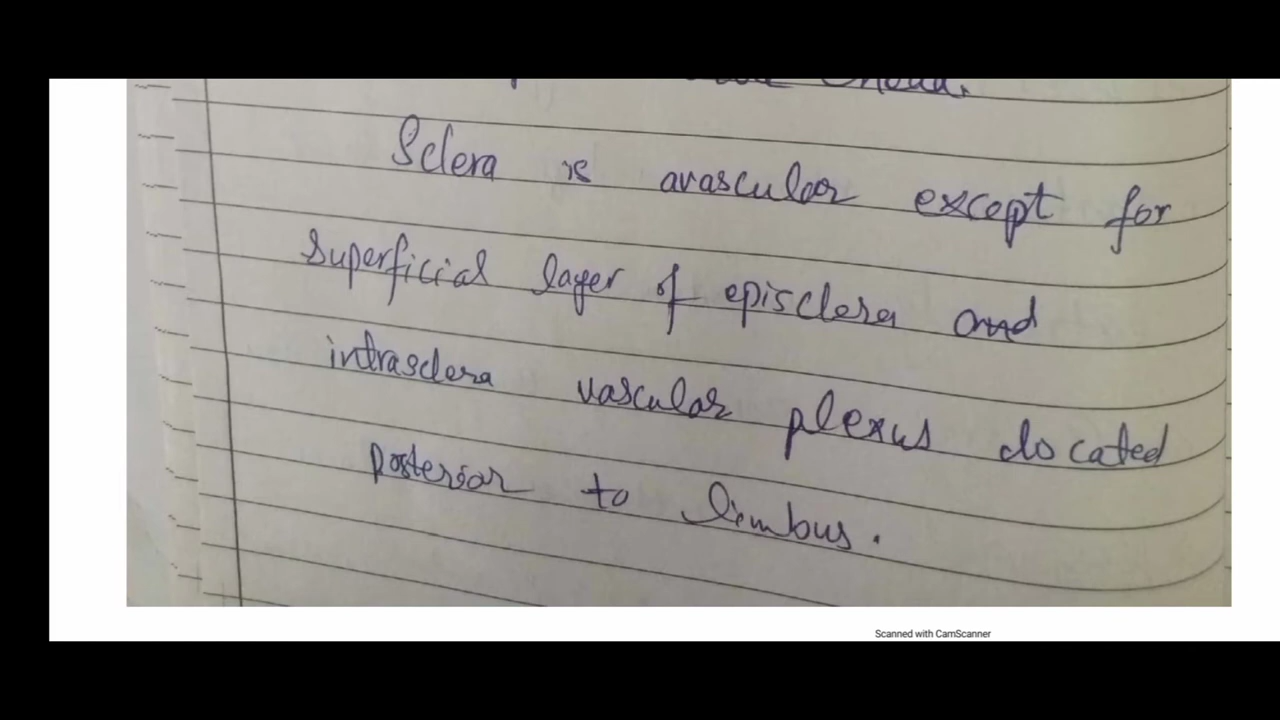 Sclera is avascular except for
superficial layer of episclera and
intrasclera vascular plexus located
posterior to limbus.
Scanned with CamScanner